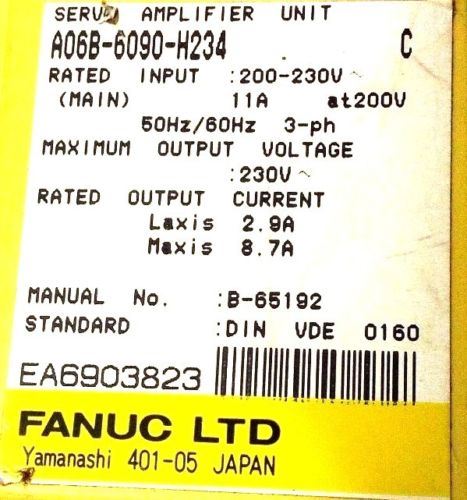 SERVO AMPLIFIER UNIT
A06B-6090-H234 C
RATED INPUT :200-230V~
(MAIN) 11A at200V
50Hz/60Hz 3-ph
MAXIMUM OUTPUT VOLTAGE
:230V~
RATED OUTPUT CURRENT
Laxis 2.9A
Maxis 8.7A
MANUAL No. :B-65192
STANDARD :DIN VDE 0160
EA6903823
FANUC LTD
Yamanashi 401-05 JAPAN